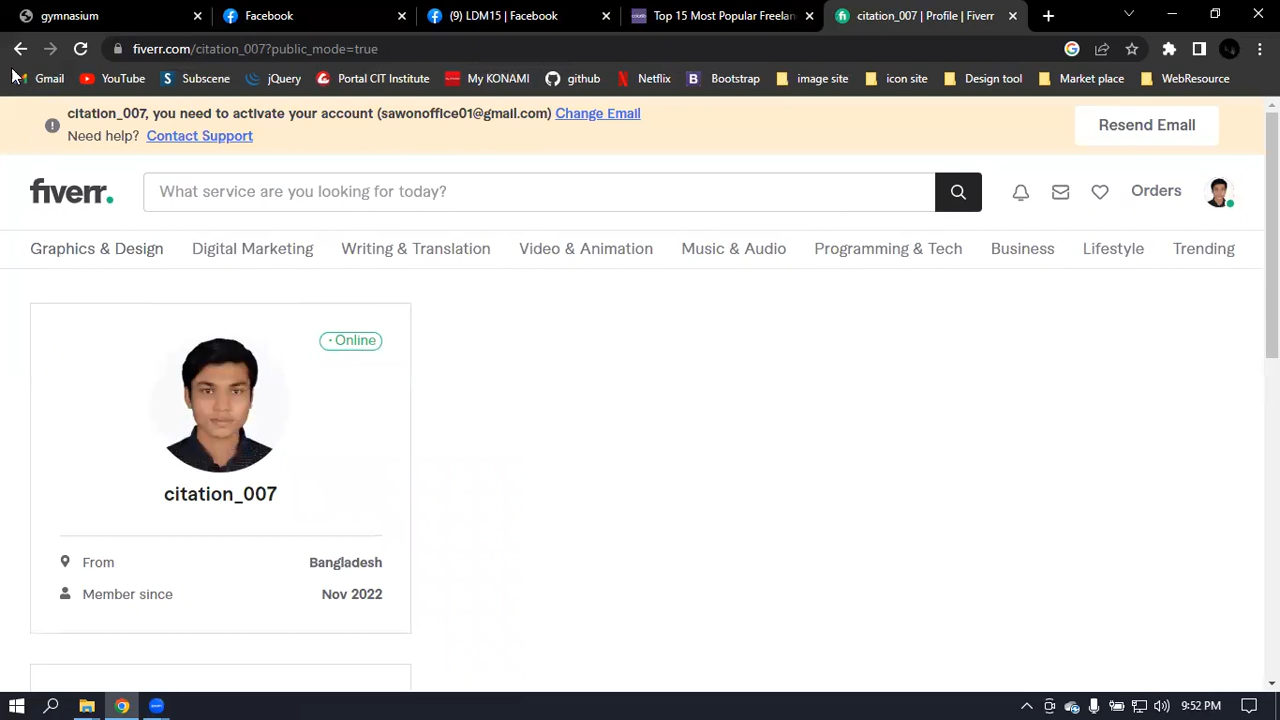 gymnasium
Facebook
(9) LDM15 | Facebook
Top 15 Most Popular Freelan
citation_007 | Profile | Fiverr
fiverr.com/citation_007?public_mode=true
Gmail
YouTube
Subscene
jQuery
Portal CIT Institute
My KONAMI
github
Netflix
Bootstrap
image site
icon site
Design tool
Market place
WebResource
citation_007, you need to activate your account (sawonoffice01@gmail.com) Change Email
Need help? Contact Support
Resend Email
fiverr.
What service are you looking for today?
Orders
Graphics & Design
Digital Marketing
Writing & Translation
Video & Animation
Music & Audio
Programming & Tech
Business
Lifestyle
Trending
Online
citation_007
From Bangladesh
Member since Nov 2022
9:52 PM